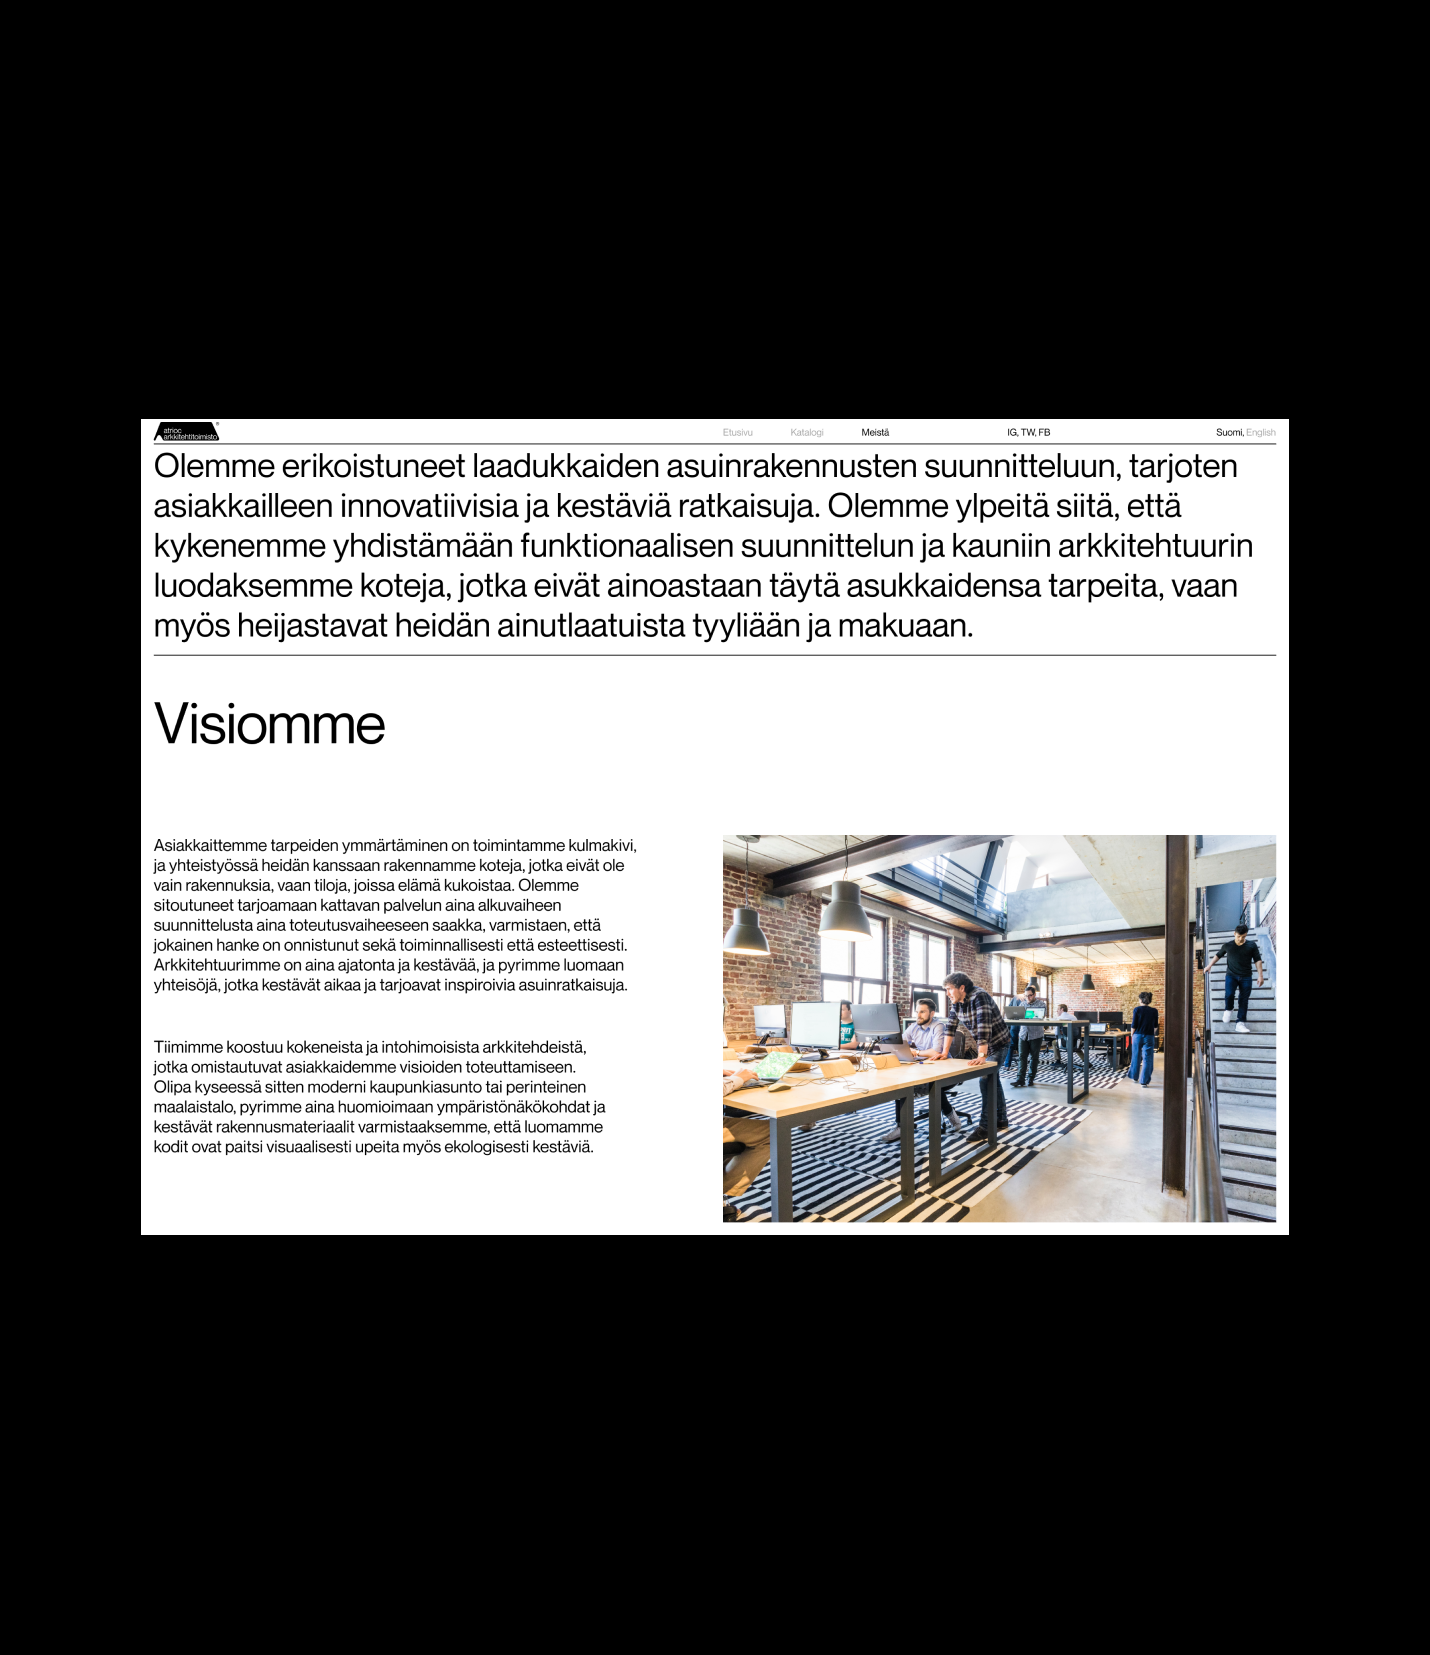 atrioc
arkkitehtitoimisto
®
Etusivu Katalogi Meistä IG, TW, FB Suomi, English
Olemme erikoistuneet laadukkaiden asuinrakennusten suunnitteluun, tarjoten
asiakkailleen innovatiivisia ja kestäviä ratkaisuja. Olemme ylpeitä siitä, että
kykenemme yhdistämään funktionaalisen suunnittelun ja kauniin arkkitehtuurin
luodaksemme koteja, jotka eivät ainoastaan täytä asukkaidensa tarpeita, vaan
myös heijastavat heidän ainutlaatuista tyyliään ja makuaan.
Visiomme
Asiakkaittemme tarpeiden ymmärtäminen on toimintamme kulmakivi,
ja yhteistyössä heidän kanssaan rakennamme koteja, jotka eivät ole
vain rakennuksia, vaan tiloja, joissa elämä kukoistaa. Olemme
sitoutuneet tarjoamaan kattavan palvelun aina alkuvaiheen
suunnittelusta aina toteutusvaiheeseen saakka, varmistaen, että
jokainen hanke on onnistunut sekä toiminnallisesti että esteettisesti.
Arkkitehtuurimme on aina ajatonta ja kestävää, ja pyrimme luomaan
yhteisöjä, jotka kestävät aikaa ja tarjoavat inspiroivia asuinratkaisuja.
Tiimimme koostuu kokeneista ja intohimoisista arkkitehdeistä,
jotka omistautuvat asiakkaidemme visioiden toteuttamiseen.
Olipa kyseessä sitten moderni kaupunkiasunto tai perinteinen
maalaistalo, pyrimme aina huomioimaan ympäristönäkökohdat ja
kestävät rakennusmateriaalit varmistaaksemme, että luomamme
kodit ovat paitsi visuaalisesti upeita myös ekologisesti kestäviä.